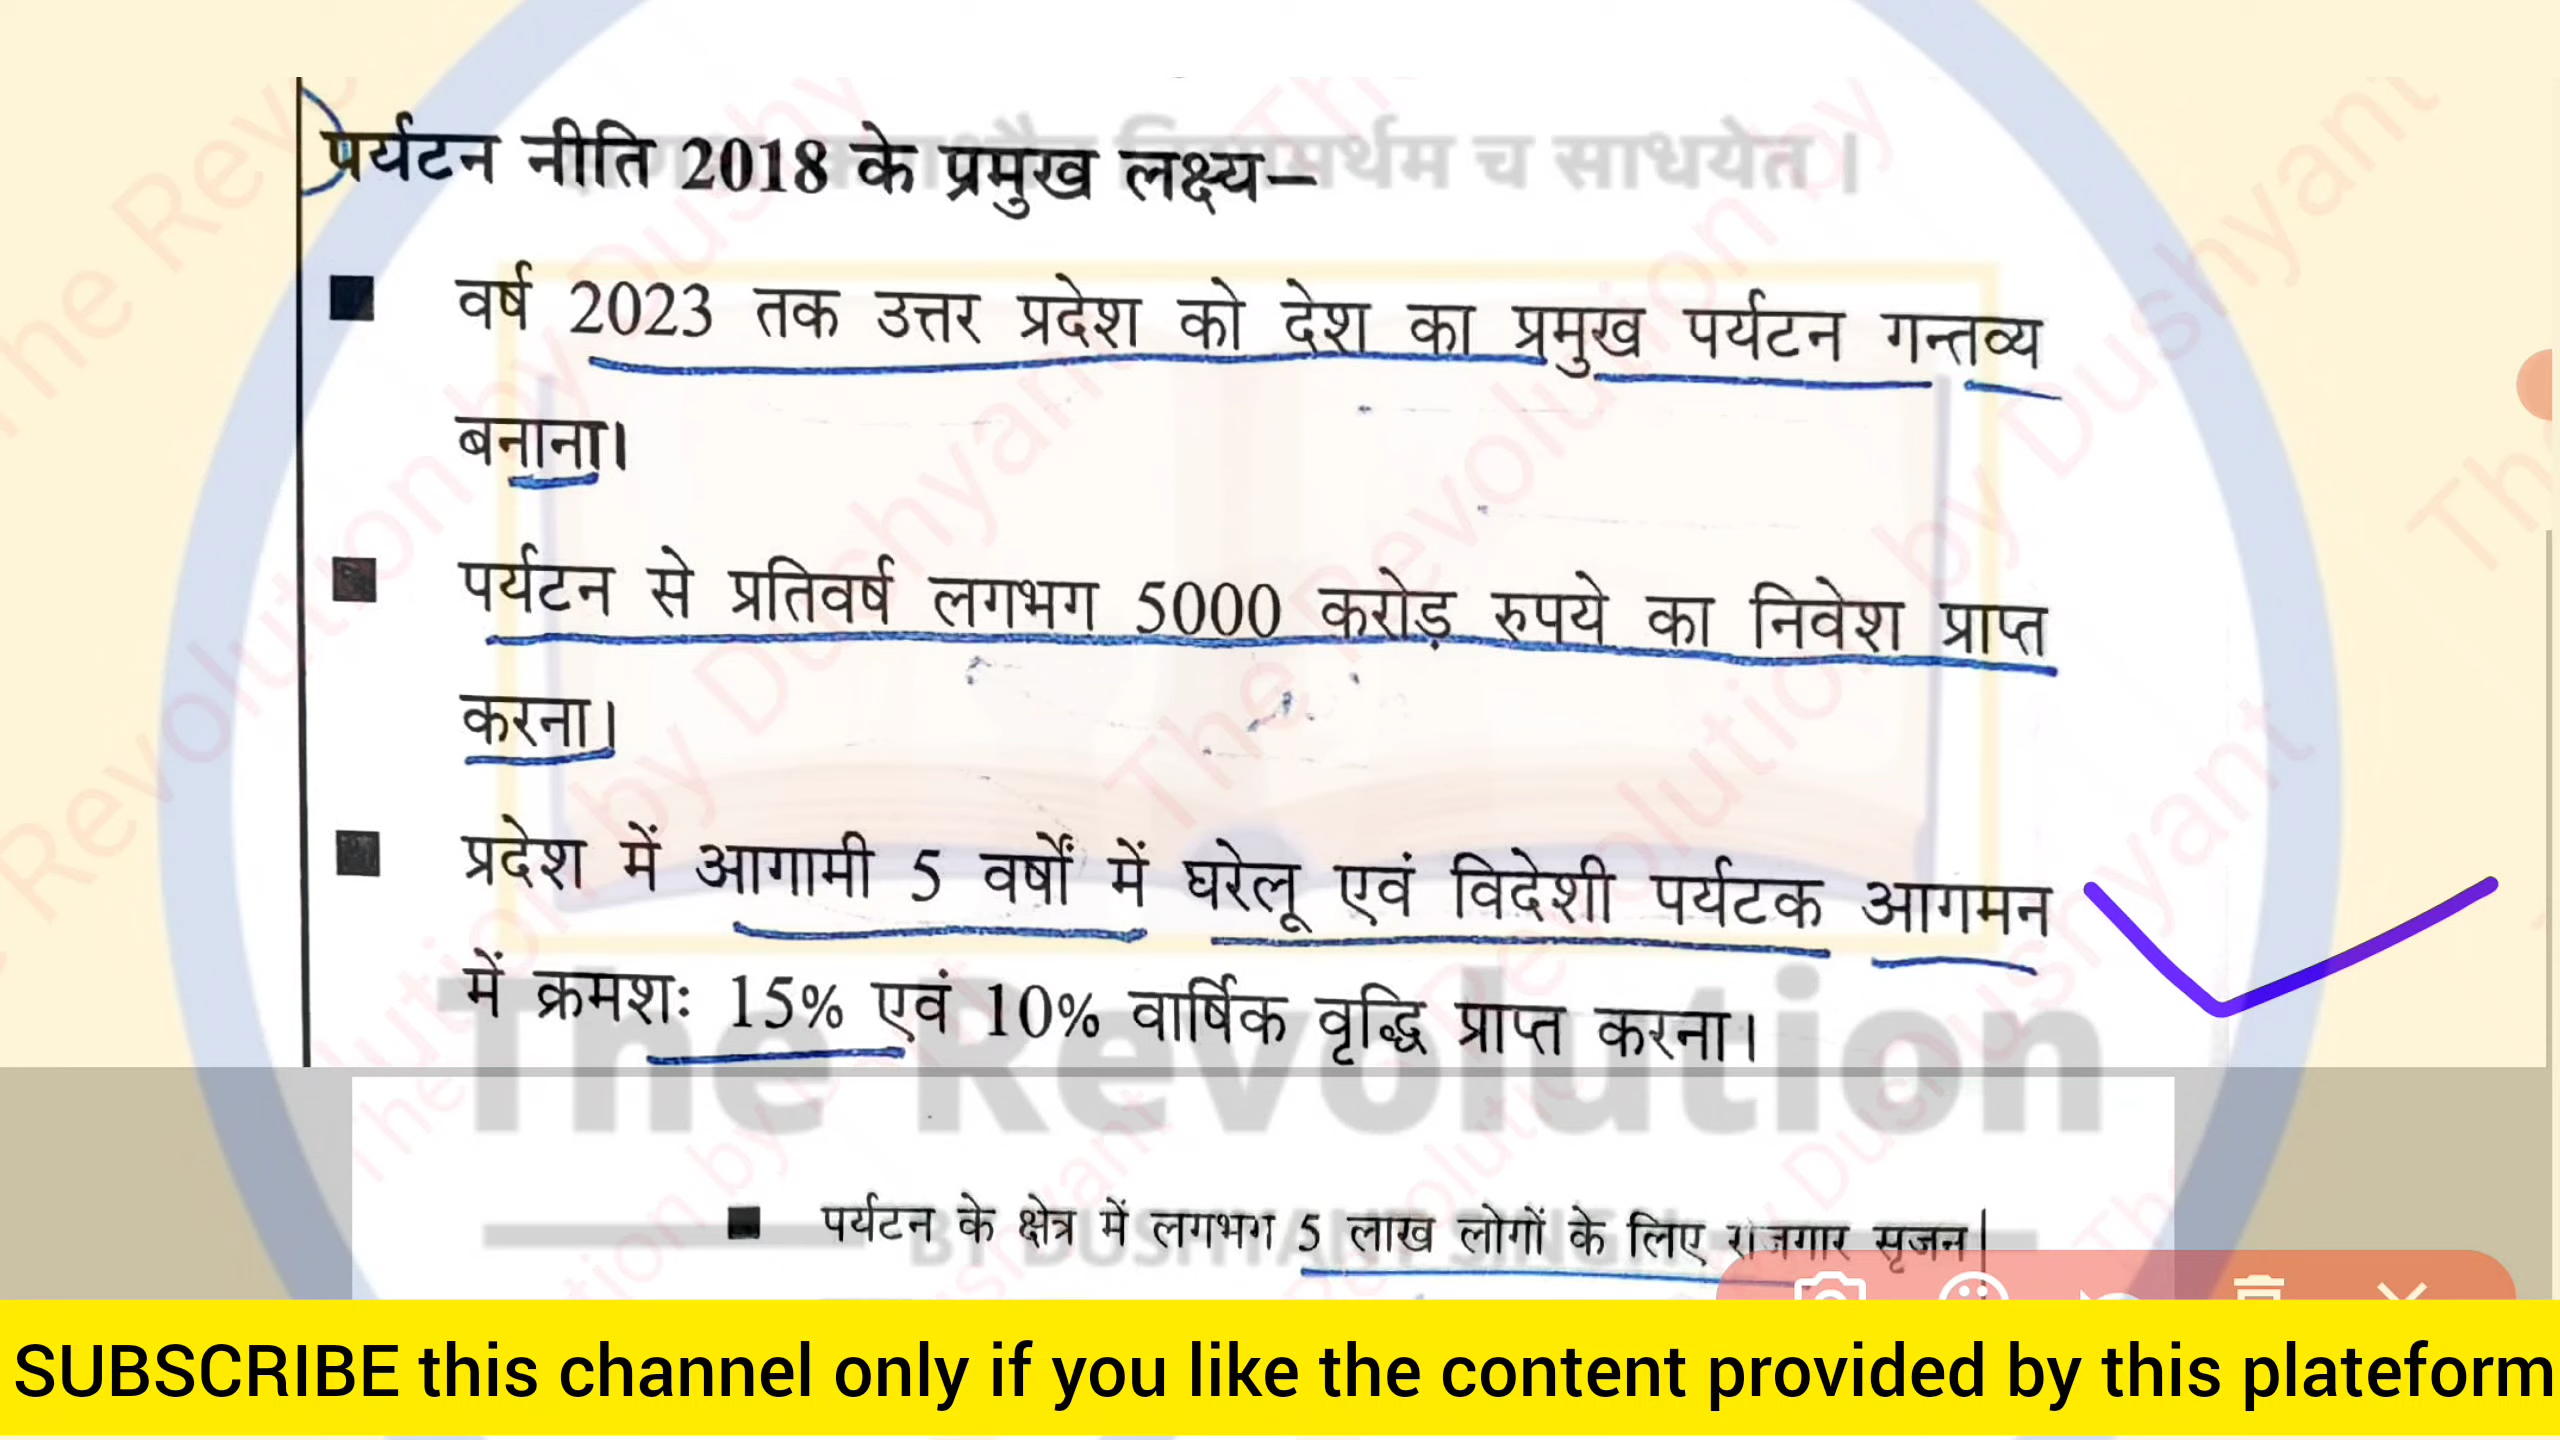 पर्यटन नीति 2018 के प्रमुख लक्ष्य–
■ वर्ष 2023 तक उत्तर प्रदेश को देश का प्रमुख पर्यटन गन्तव्य
बनाना।
■ पर्यटन से प्रतिवर्ष लगभग 5000 करोड़ रुपये का निवेश प्राप्त
करना।
■ प्रदेश में आगामी 5 वर्षों में घरेलू एवं विदेशी पर्यटक आगमन
में क्रमशः 15% एवं 10% वार्षिक वृद्धि प्राप्त करना।
The Revolution
■ पर्यटन के क्षेत्र में लगभग 5 लाख लोगों के लिए रोजगार सृजन|
BY DUSHYANT SINGH
SUBSCRIBE this channel only if you like the content provided by this plateform